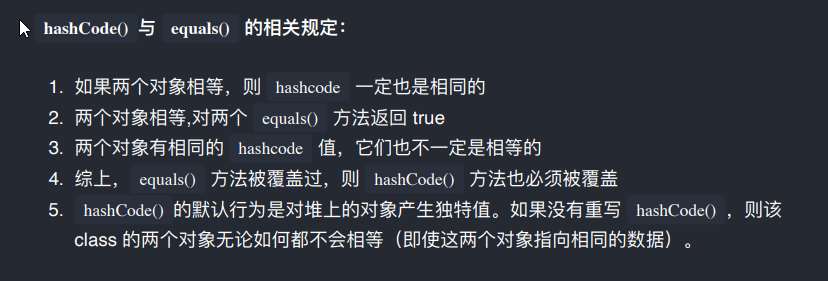 hashCode() 与 equals() 的相关规定：
1. 如果两个对象相等，则 hashcode 一定也是相同的
2. 两个对象相等,对两个 equals() 方法返回 true
3. 两个对象有相同的 hashcode 值，它们也不一定是相等的
4. 综上， equals() 方法被覆盖过，则 hashCode() 方法也必须被覆盖
5. hashCode() 的默认行为是对堆上的对象产生独特值。如果没有重写 hashCode() ，则该
class 的两个对象无论如何都不会相等（即使这两个对象指向相同的数据）。